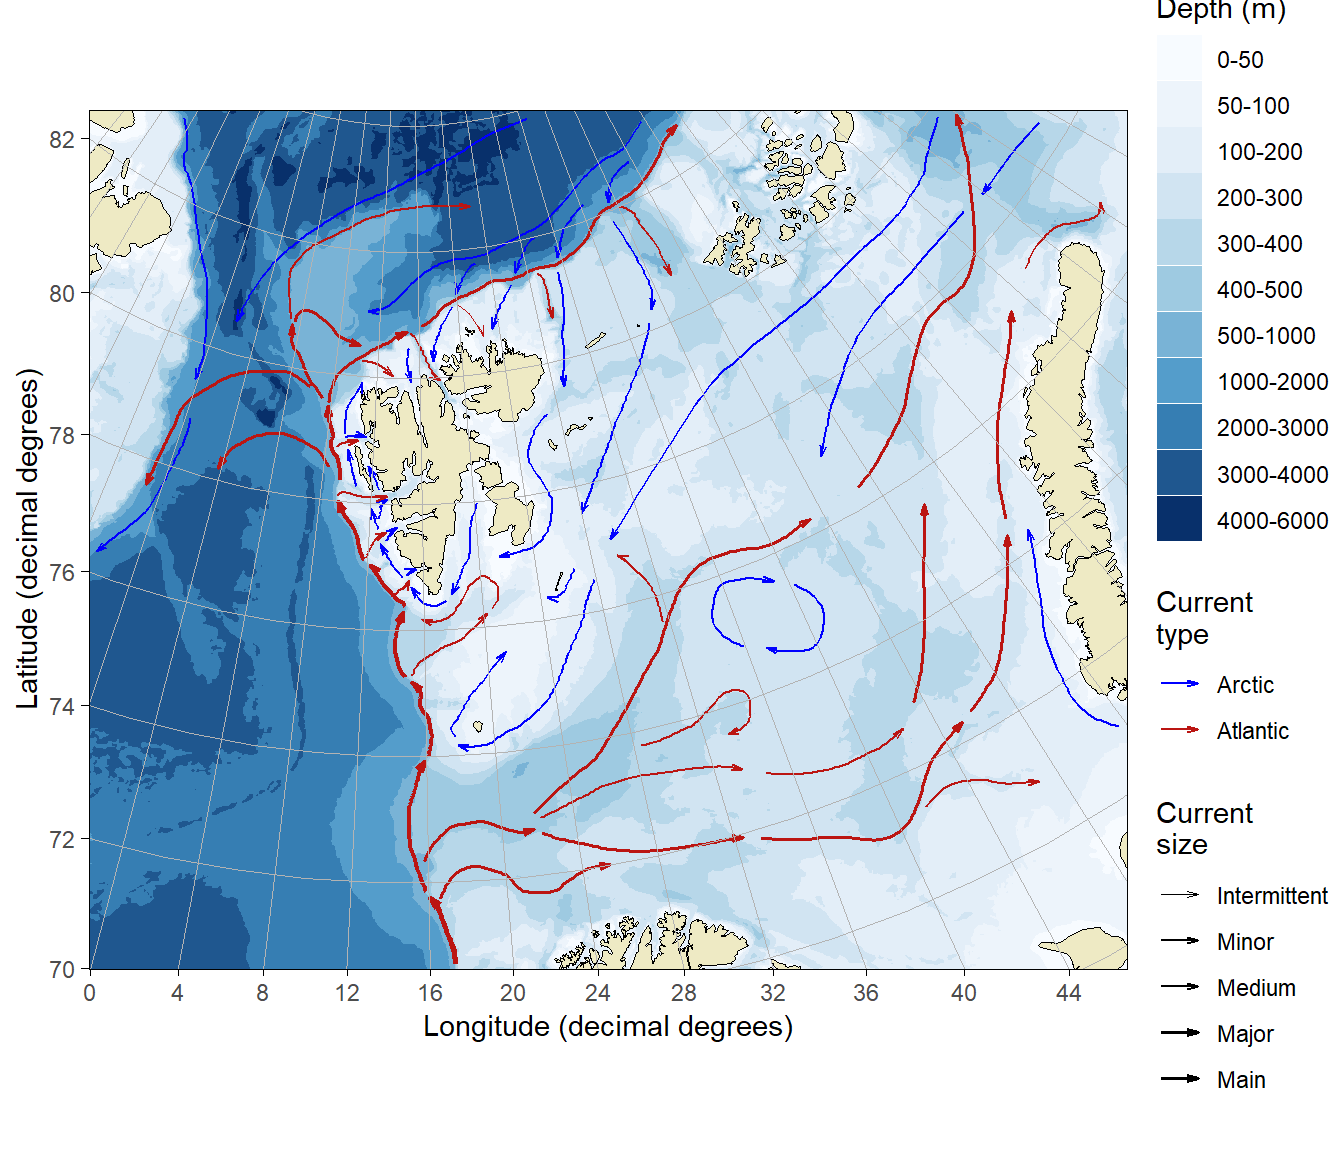 Depth (m)
0-50
50-100
100-200
200-300
300-400
400-500
500-1000
1000-2000
2000-3000
3000-4000
4000-6000
Current
type
Arctic
Atlantic
Current
size
Intermittent
Minor
Medium
Major
Main
82
80
78
76
74
72
70
Latitude (decimal degrees)
0 4 8 12 16 20 24 28 32 36 40 44
Longitude (decimal degrees)